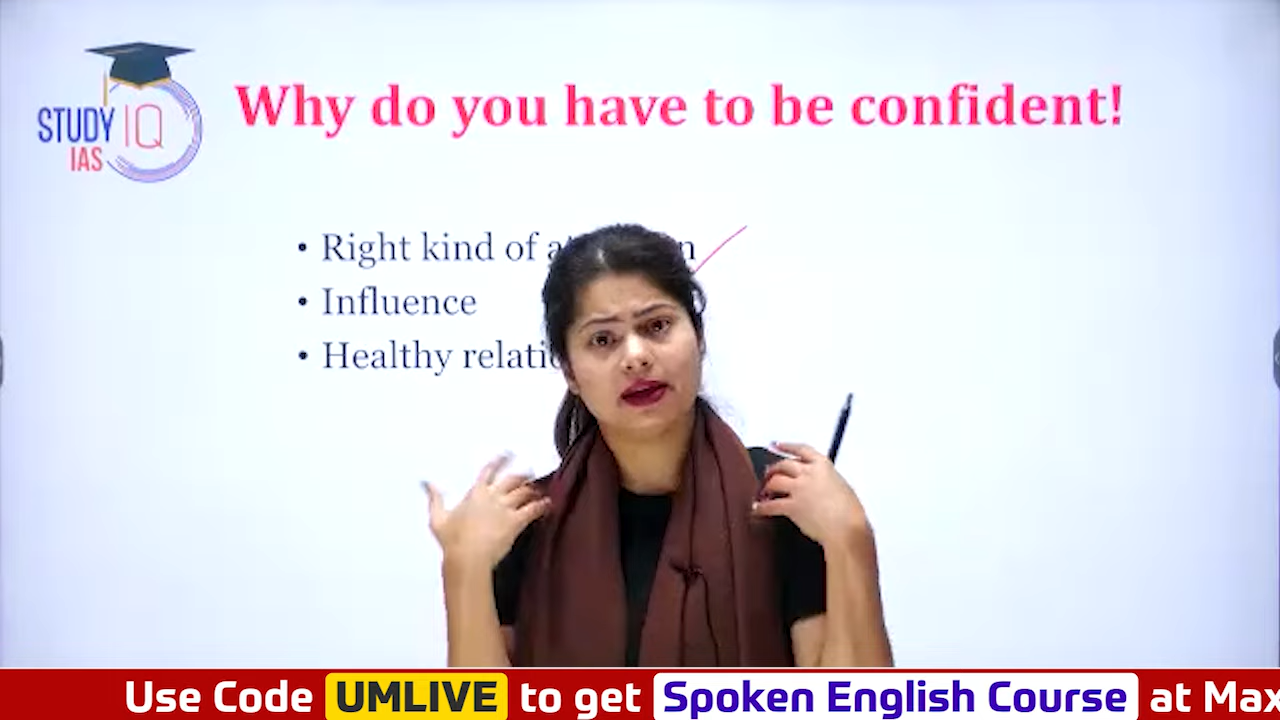 STUDY IQ
IAS
Why do you have to be confident!
• Right kind of
• Influence
• Healthy
Use Code UMLIVE to get Spoken English Course at Max